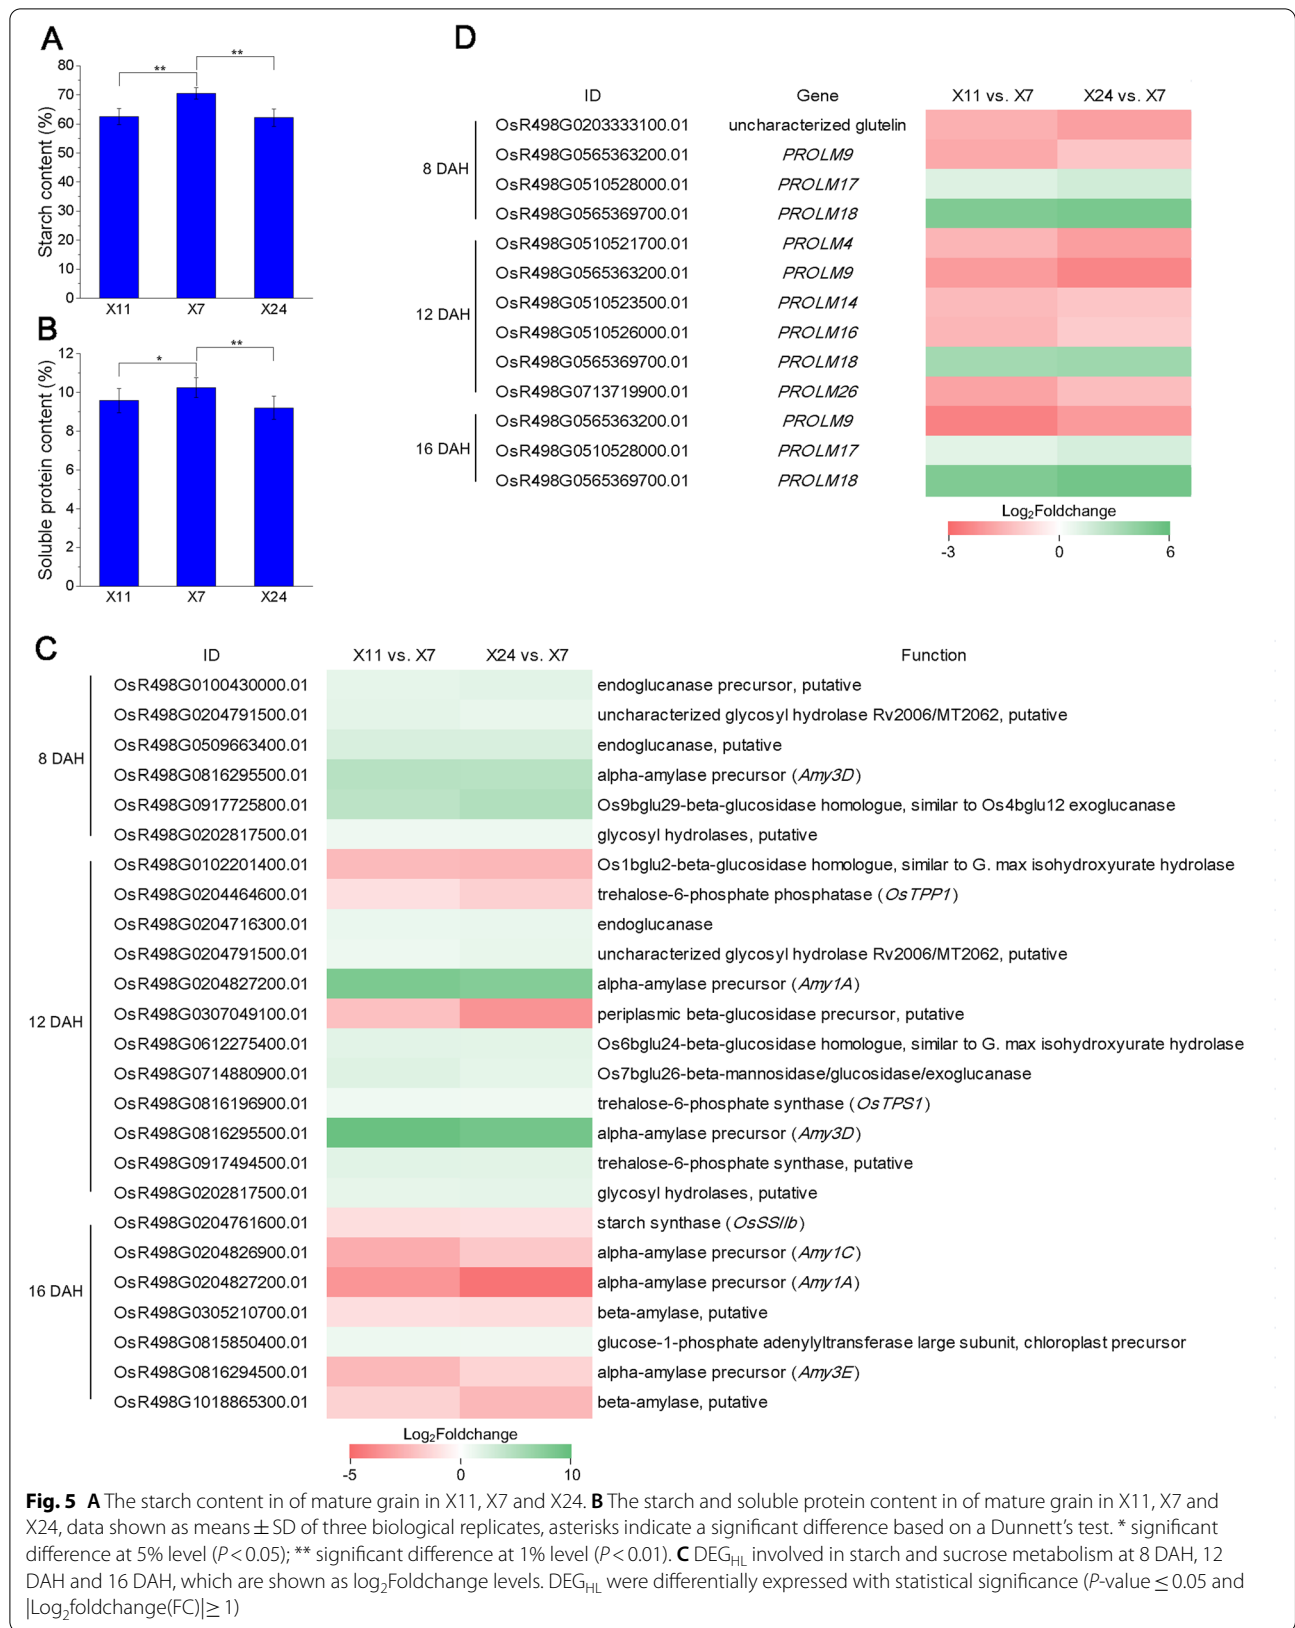 A
Starch content (%)
80
70
60
50
40
30
20
10
0
**
**
X11 X7 X24
B
Soluble protein content (%)
12
10
8
6
4
2
0
*
**
X11 X7 X24
D
ID Gene X11 vs. X7 X24 vs. X7
8 DAH
OsR498G0203333100.01 uncharacterized glutelin
OsR498G0565363200.01 PROLM9
OsR498G0510528000.01 PROLM17
OsR498G0565369700.01 PROLM18
12 DAH
OsR498G0510521700.01 PROLM4
OsR498G0565363200.01 PROLM9
OsR498G0510523500.01 PROLM14
OsR498G0510526000.01 PROLM16
OsR498G0565369700.01 PROLM18
OsR498G0713719900.01 PROLM26
16 DAH
OsR498G0565363200.01 PROLM9
OsR498G0510528000.01 PROLM17
OsR498G0565369700.01 PROLM18
Log2Foldchange
-3 0 6
C
ID X11 vs. X7 X24 vs. X7 Function
8 DAH
OsR498G0100430000.01 endoglucanase precursor, putative
OsR498G0204791500.01 uncharacterized glycosyl hydrolase Rv2006/MT2062, putative
OsR498G0509663400.01 endoglucanase, putative
OsR498G0816295500.01 alpha-amylase precursor (Amy3D)
OsR498G0917725800.01 Os9bglu29-beta-glucosidase homologue, similar to Os4bglu12 exoglucanase
OsR498G0202817500.01 glycosyl hydrolases, putative
12 DAH
OsR498G0102201400.01 Os1bglu2-beta-glucosidase homologue, similar to G. max isohydroxyurate hydrolase
OsR498G0204464600.01 trehalose-6-phosphate phosphatase (OsTPP1)
OsR498G0204716300.01 endoglucanase
OsR498G0204791500.01 uncharacterized glycosyl hydrolase Rv2006/MT2062, putative
OsR498G0204827200.01 alpha-amylase precursor (Amy1A)
OsR498G0307049100.01 periplasmic beta-glucosidase precursor, putative
OsR498G0612275400.01 Os6bglu24-beta-glucosidase homologue, similar to G. max isohydroxyurate hydrolase
OsR498G0714880900.01 Os7bglu26-beta-mannosidase/glucosidase/exoglucanase
OsR498G0816196900.01 trehalose-6-phosphate synthase (OsTPS1)
OsR498G0816295500.01 alpha-amylase precursor (Amy3D)
OsR498G0917494500.01 trehalose-6-phosphate synthase, putative
OsR498G0202817500.01 glycosyl hydrolases, putative
16 DAH
OsR498G0204761600.01 starch synthase (OsSSIIb)
OsR498G0204826900.01 alpha-amylase precursor (Amy1C)
OsR498G0204827200.01 alpha-amylase precursor (Amy1A)
OsR498G0305210700.01 beta-amylase, putative
OsR498G0815850400.01 glucose-1-phosphate adenylyltransferase large subunit, chloroplast precursor
OsR498G0816294500.01 alpha-amylase precursor (Amy3E)
OsR498G1018865300.01 beta-amylase, putative
Log2Foldchange
-5 0 10
Fig. 5 A The starch content in of mature grain in X11, X7 and X24. B The starch and soluble protein content in of mature grain in X11, X7 and
X24, data shown as means ± SD of three biological replicates, asterisks indicate a significant difference based on a Dunnett's test. * significant
difference at 5% level (P < 0.05); ** significant difference at 1% level (P < 0.01). C DEGHL involved in starch and sucrose metabolism at 8 DAH, 12
DAH and 16 DAH, which are shown as log2Foldchange levels. DEGHL were differentially expressed with statistical significance (P-value ≤ 0.05 and
|Log2foldchange(FC)| ≥ 1)